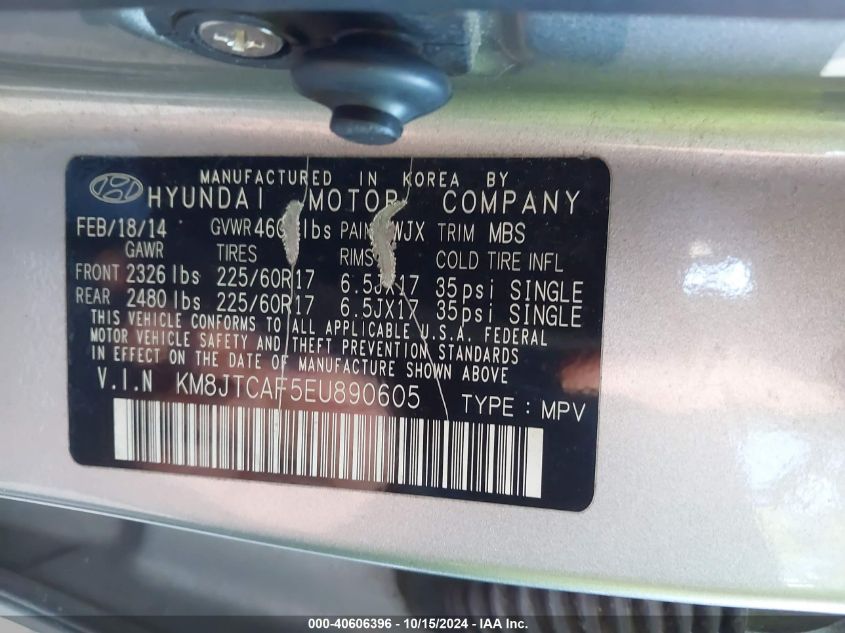 MANUFACTURED IN KOREA BY
HYUNDAI MOTOR COMPANY
FEB/18/14 GVWR lbs TRIM MBS
GAWR TIRES RIMS COLD TIRE INFL
FRONT 2326 lbs 225/60R17 6.5JX17 35psi SINGLE
REAR 2480 lbs 225/60R17 6.5JX17 35psi SINGLE
THIS VEHICLE CONFORMS TO ALL APPLICABLE U.S.A. FEDERAL
MOTOR VEHICLE SAFETY AND THEFT PREVENTION STANDARDS
IN EFFECT ON THE DATE OF MANUFACTURE SHOWN ABOVE
V.I.N KM8JTCAF5EU890605 TYPE : MPV
000-40606396 - 10/15/2024 - IAA Inc.